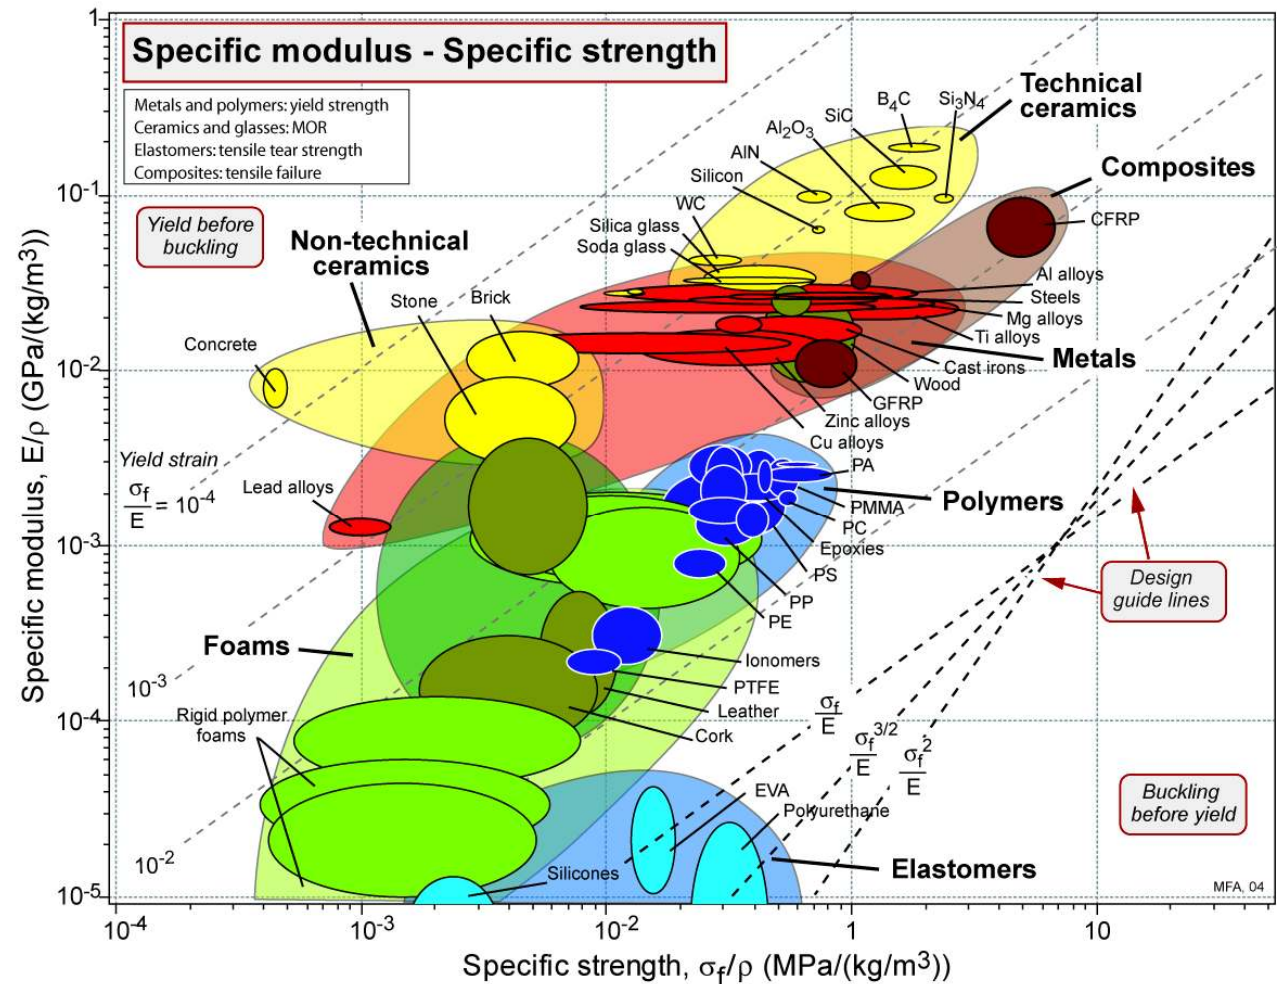 Specific modulus - Specific strength
Metals and polymers: yield strength
Ceramics and glasses: MOR
Elastomers: tensile tear strength
Composites: tensile failure
Technical
ceramics
B₄C
Si₃N₄
SiC
Al₂O₃
AlN
Silicon
WC
Silica glass
Soda glass
Composites
CFRP
Yield before
buckling
Non-technical
ceramics
Stone
Brick
Concrete
Al alloys
Steels
Mg alloys
Ti alloys
Cast irons
Metals
Wood
GFRP
Zinc alloys
Cu alloys
Yield strain
σf/E = 10⁻⁴
Lead alloys
PA
Polymers
PMMA
PC
Epoxies
PS
PP
PE
Design
guide lines
Foams
Ionomers
PTFE
Leather
Cork
10⁻³
Rigid polymer
foams
σf/E
σf^3/2/E
σf²/E
EVA
Polyurethane
Buckling
before yield
Silicones
Elastomers
10⁻²
MFA, 04
1
10⁻¹
10⁻²
10⁻³
10⁻⁴
10⁻⁵
Specific modulus, E/ρ (GPa/(kg/m³))
10⁻⁴
10⁻³
10⁻²
1
10
Specific strength, σf/ρ (MPa/(kg/m³))